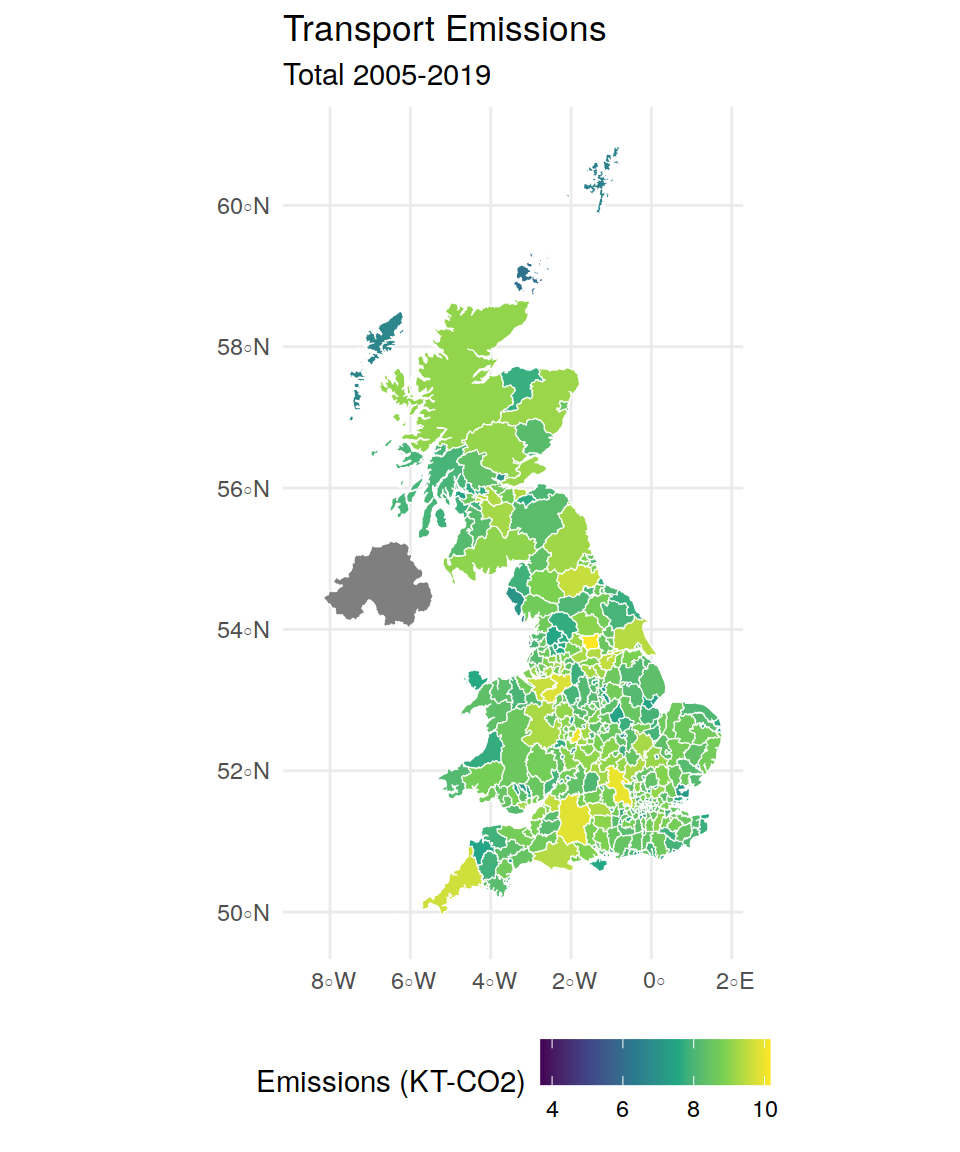 Transport Emissions
Total 2005-2019
60○N
58○N
56○N
54○N
52○N
50○N
8○W 6○W 4○W 2○W 0○ 2○E
Emissions (KT-CO2)
4 6 8 10